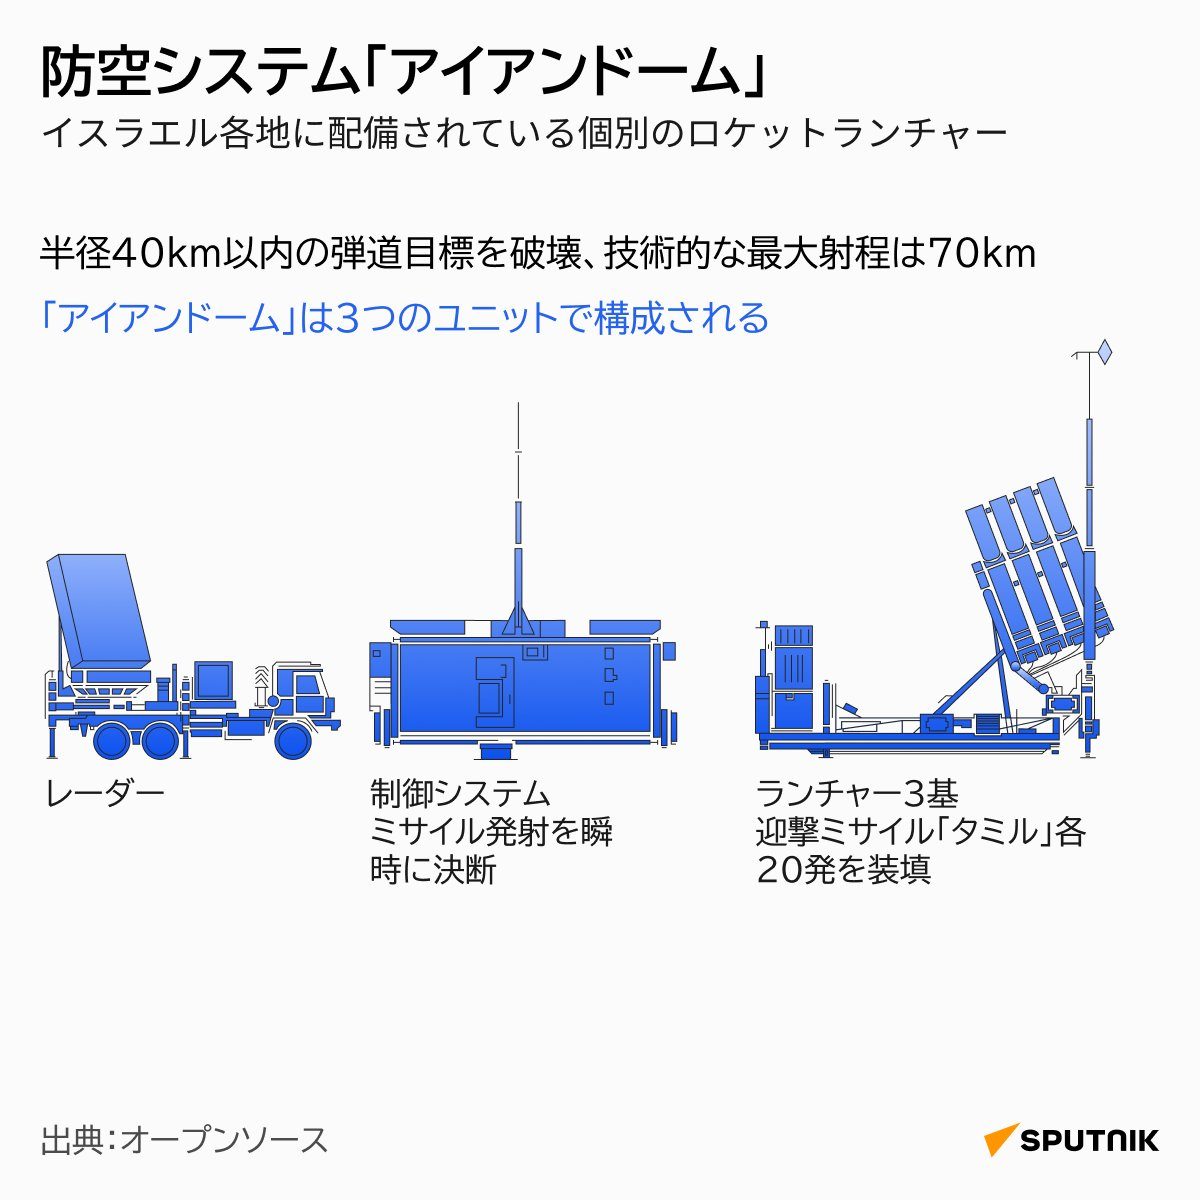 防空システム「アイアンドーム」
イスラエル各地に配備されている個別のロケットランチャー
半径40km以内の弾道目標を破壊、技術的な最大射程は70km
「アイアンドーム」は3つのユニットで構成される
レーダー
制御システム
ミサイル発射を瞬
時に決断
ランチャー3基
迎撃ミサイル「タミル」各
20発を装填
出典：オープンソース
SPUTNIK